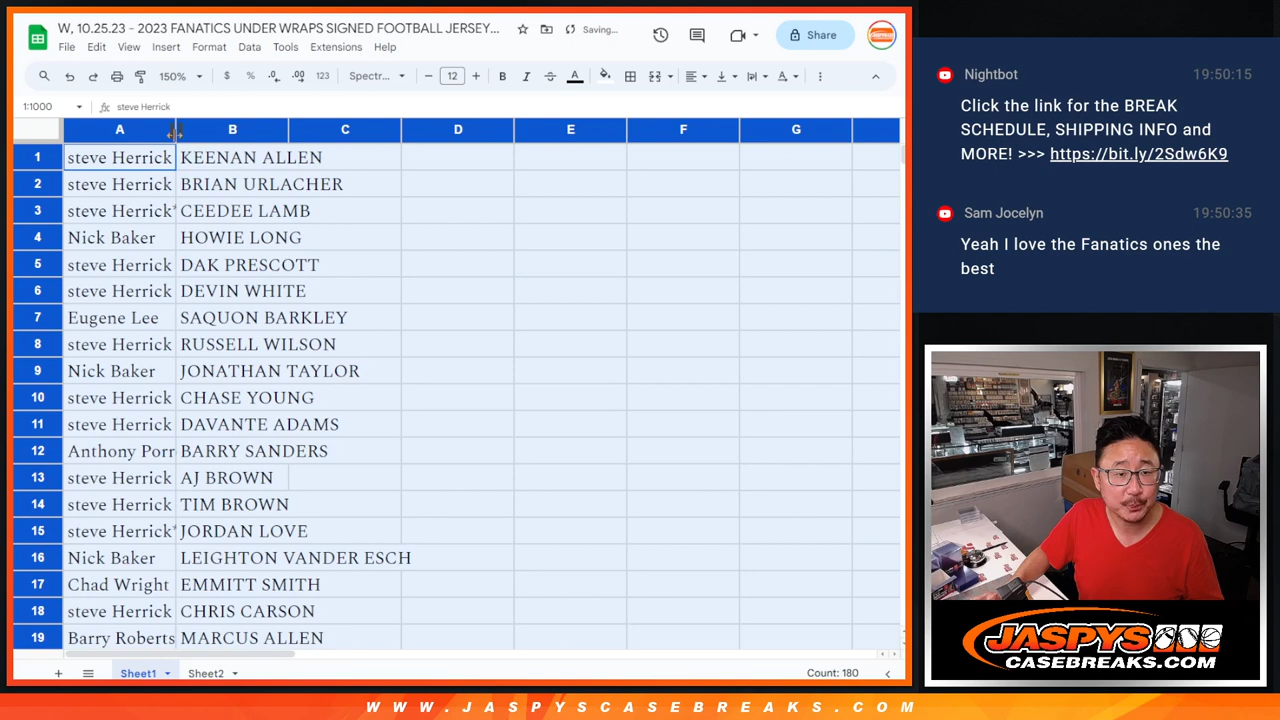 W, 10.25.23 - 2023 FANATICS UNDER WRAPS SIGNED FOOTBALL JERSEY...
Saving...
Share
File Edit View Insert Format Data Tools Extensions Help
150% $ % .0 .00 123 Spectr... 12 B I S A
1:1000 fx steve Herrick
A B C D E F G
1 steve Herrick KEENAN ALLEN
2 steve Herrick BRIAN URLACHER
3 steve Herrick* CEEDEE LAMB
4 Nick Baker HOWIE LONG
5 steve Herrick DAK PRESCOTT
6 steve Herrick DEVIN WHITE
7 Eugene Lee SAQUON BARKLEY
8 steve Herrick RUSSELL WILSON
9 Nick Baker JONATHAN TAYLOR
10 steve Herrick CHASE YOUNG
11 steve Herrick DAVANTE ADAMS
12 Anthony Porr BARRY SANDERS
13 steve Herrick AJ BROWN
14 steve Herrick TIM BROWN
15 steve Herrick* JORDAN LOVE
16 Nick Baker LEIGHTON VANDER ESCH
17 Chad Wright EMMITT SMITH
18 steve Herrick CHRIS CARSON
19 Barry Roberts MARCUS ALLEN
Sheet1 Sheet2 Count: 180
Nightbot 19:50:15
Click the link for the BREAK
SCHEDULE, SHIPPING INFO and
MORE! >>> https://bit.ly/2Sdw6K9
Sam Jocelyn 19:50:35
Yeah I love the Fanatics ones the
best
JASPYS
CASEBREAKS.COM
WWW.JASPYSCASEBREAKS.COM